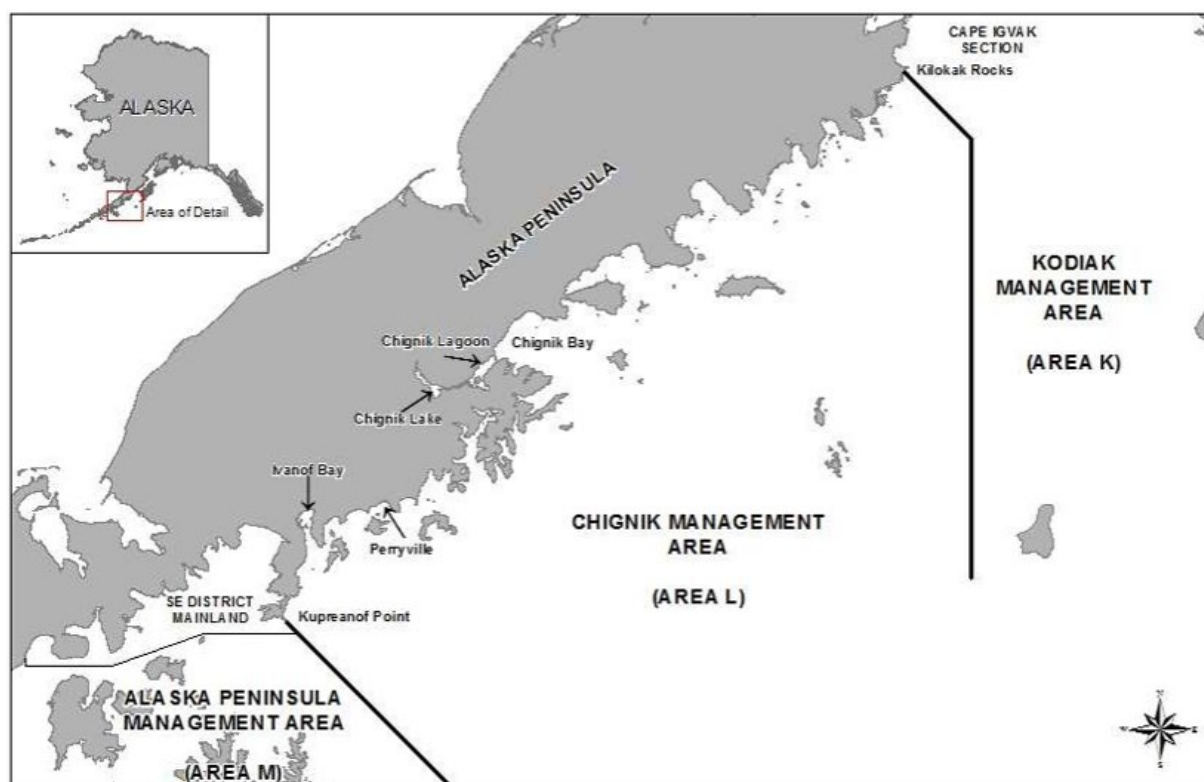 ALASKA
Area of Detail
CAPE IGVAK
SECTION
Kilokak Rocks
ALASKA PENINSULA
KODIAK
MANAGEMENT
AREA
(AREA K)
Chignik Lagoon
Chignik Bay
Chignik Lake
Ivanof Bay
Perryville
CHIGNIK MANAGEMENT
AREA
(AREA L)
SE DISTRICT
MAINLAND
Kupreanof Point
ALASKA PENINSULA
MANAGEMENT AREA
(AREA M)